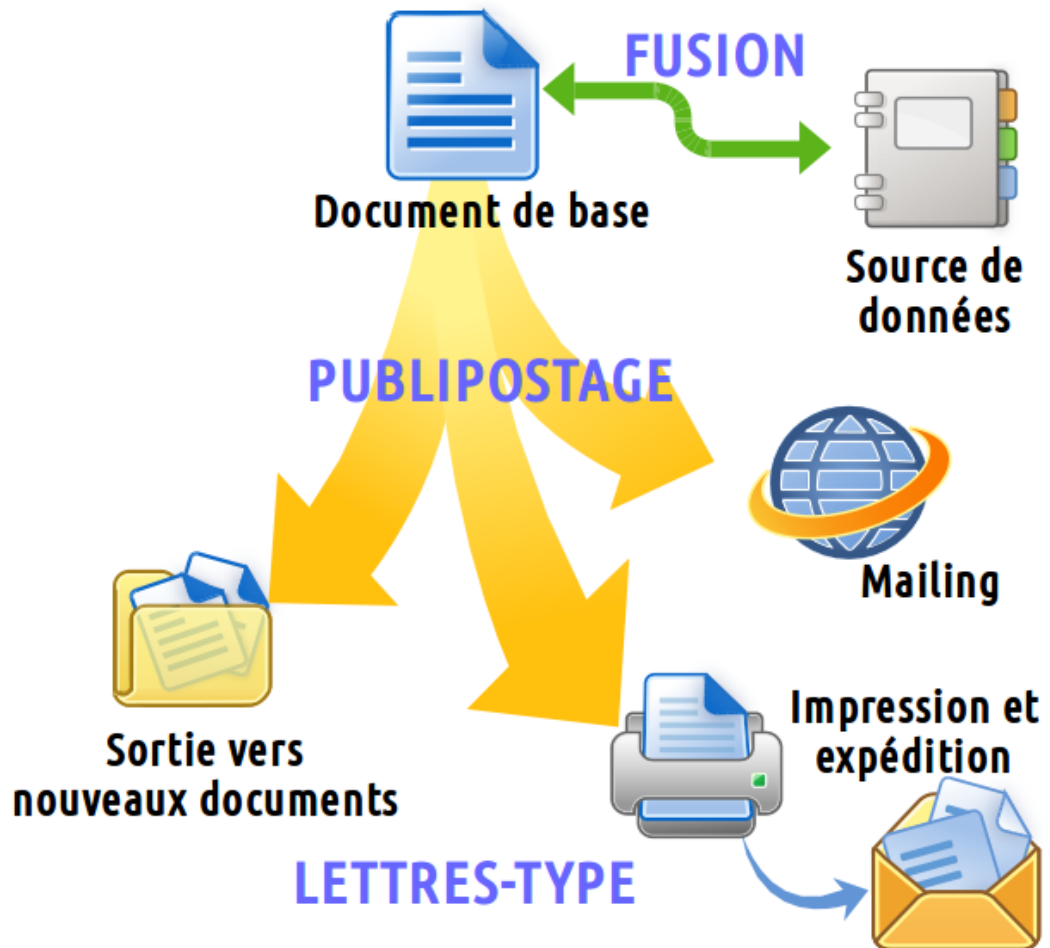 FUSION
Document de base
Source de
données
PUBLIPOSTAGE
Mailing
Sortie vers
nouveaux documents
Impression et
expédition
LETTRES-TYPE